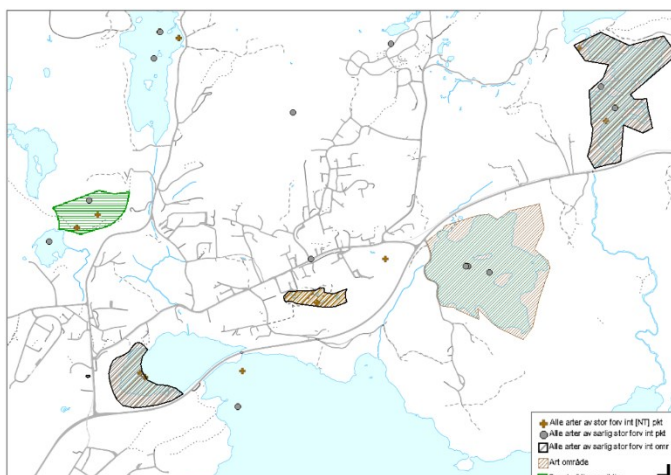 Alle arter av stor forv int [NT] pkt
Alle arter av særlig stor forv int pkt
Alle arter av særlig stor forv int omr
Art område